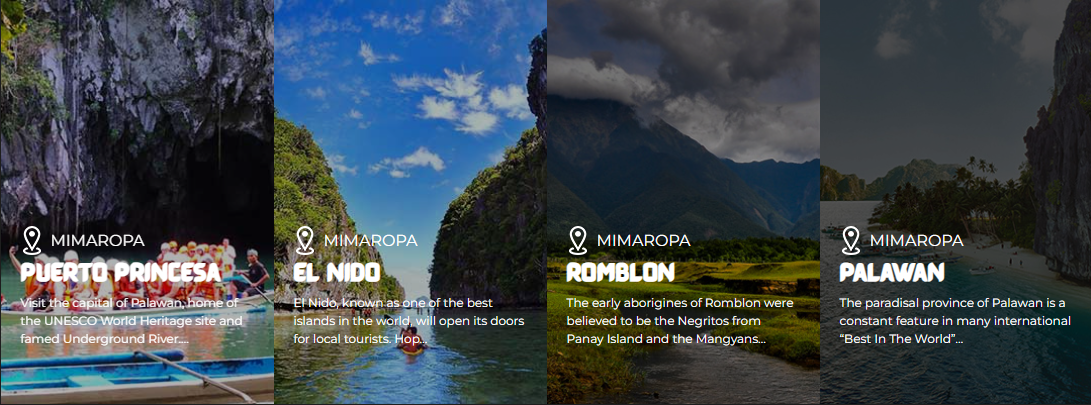 MIMAROPA
PUERTO PRINCESA
Visit the capital of Palawan, home of
the UNESCO World Heritage site and
famed Underground River....
MIMAROPA
EL NIDO
El Nido, known as one of the best
islands in the world, will open its doors
for local tourists. Hop...
MIMAROPA
ROMBLON
The early aborigines of Romblon were
believed to be the Negritos from
Panay Island and the Mangyans...
MIMAROPA
PALAWAN
The paradisal province of Palawan is a
constant feature in many international
“Best In The World”...